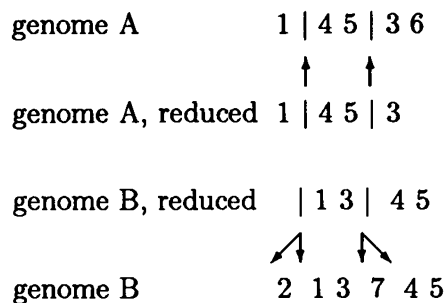 genome A 1 | 4 5 | 3 6
genome A, reduced 1 | 4 5 | 3
genome B, reduced | 1 3 | 4 5
genome B 2 1 3 7 4 5